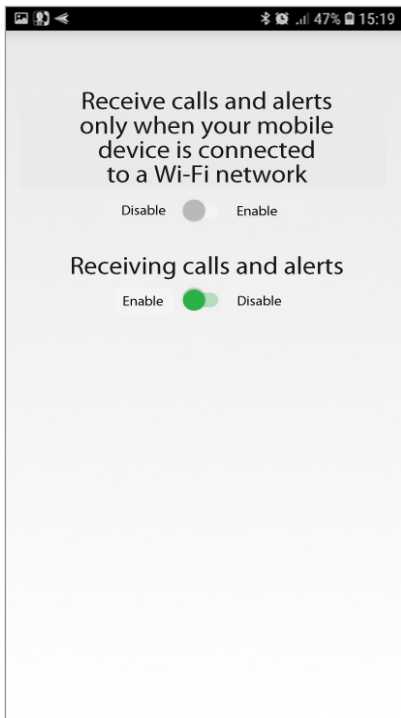 47% 15:19
Receive calls and alerts
only when your mobile
device is connected
to a Wi-Fi network
Disable Enable
Receiving calls and alerts
Enable Disable